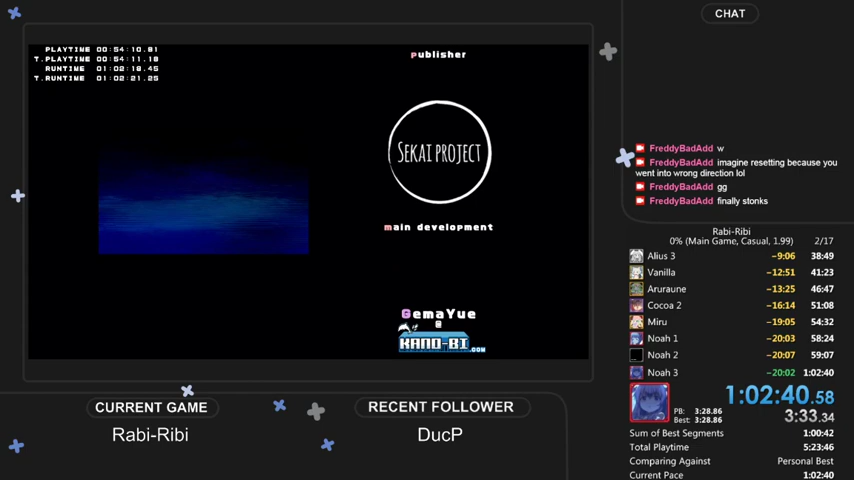 PLAYTIME 00:54:10.81
T.PLAYTIME 00:54:11.18
RUNTIME 01:02:18.45
T.RUNTIME 01:02:21.25
publisher
SEKAI PROJECT
main development
GemaYue
@
KANO-BI.com
CHAT
FreddyBadAdd w
FreddyBadAdd imagine resetting because you
went into wrong direction lol
FreddyBadAdd gg
FreddyBadAdd finally stonks
Rabi-Ribi
0% (Main Game, Casual, 1.99) 2/17
Alius 3 −9:06 38:49
Vanilla −12:51 41:23
Aruraune −13:25 46:47
Cocoa 2 −16:14 51:08
Miru −19:05 54:32
Noah 1 −20:03 58:24
Noah 2 −20:07 59:07
Noah 3 −20:02 1:02:40
1:02:40.58
PB: 3:28.86
Best: 3:28.86
3:33.34
Sum of Best Segments 1:00:42
Total Playtime 5:23:46
Comparing Against Personal Best
Current Pace 1:02:40
CURRENT GAME
Rabi-Ribi
RECENT FOLLOWER
DucP